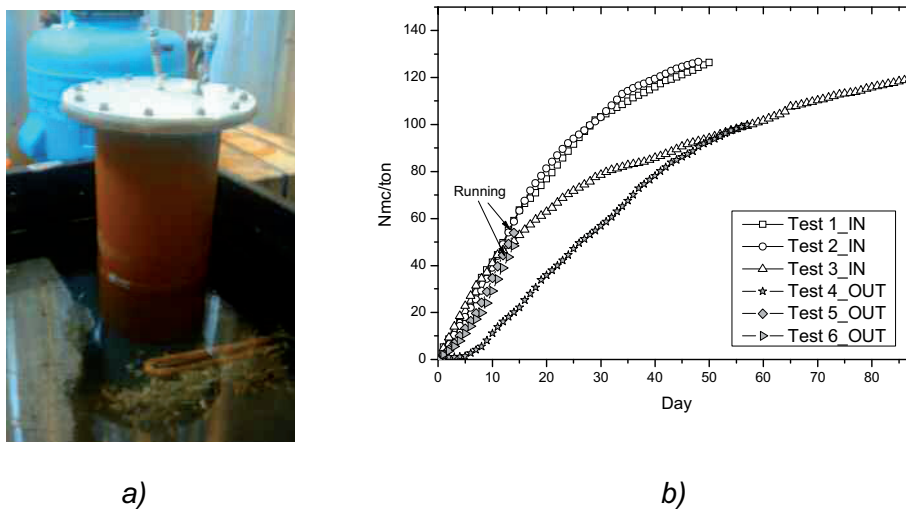 120
100
80
60
40
20
0
Nmc/ton
Running
Test 1_IN
Test 2_IN
Test 3_IN
Test 4_OUT
Test 5_OUT
Test 6_OUT
0 10 20 30 40 50 60 70 80
Day
a) b)